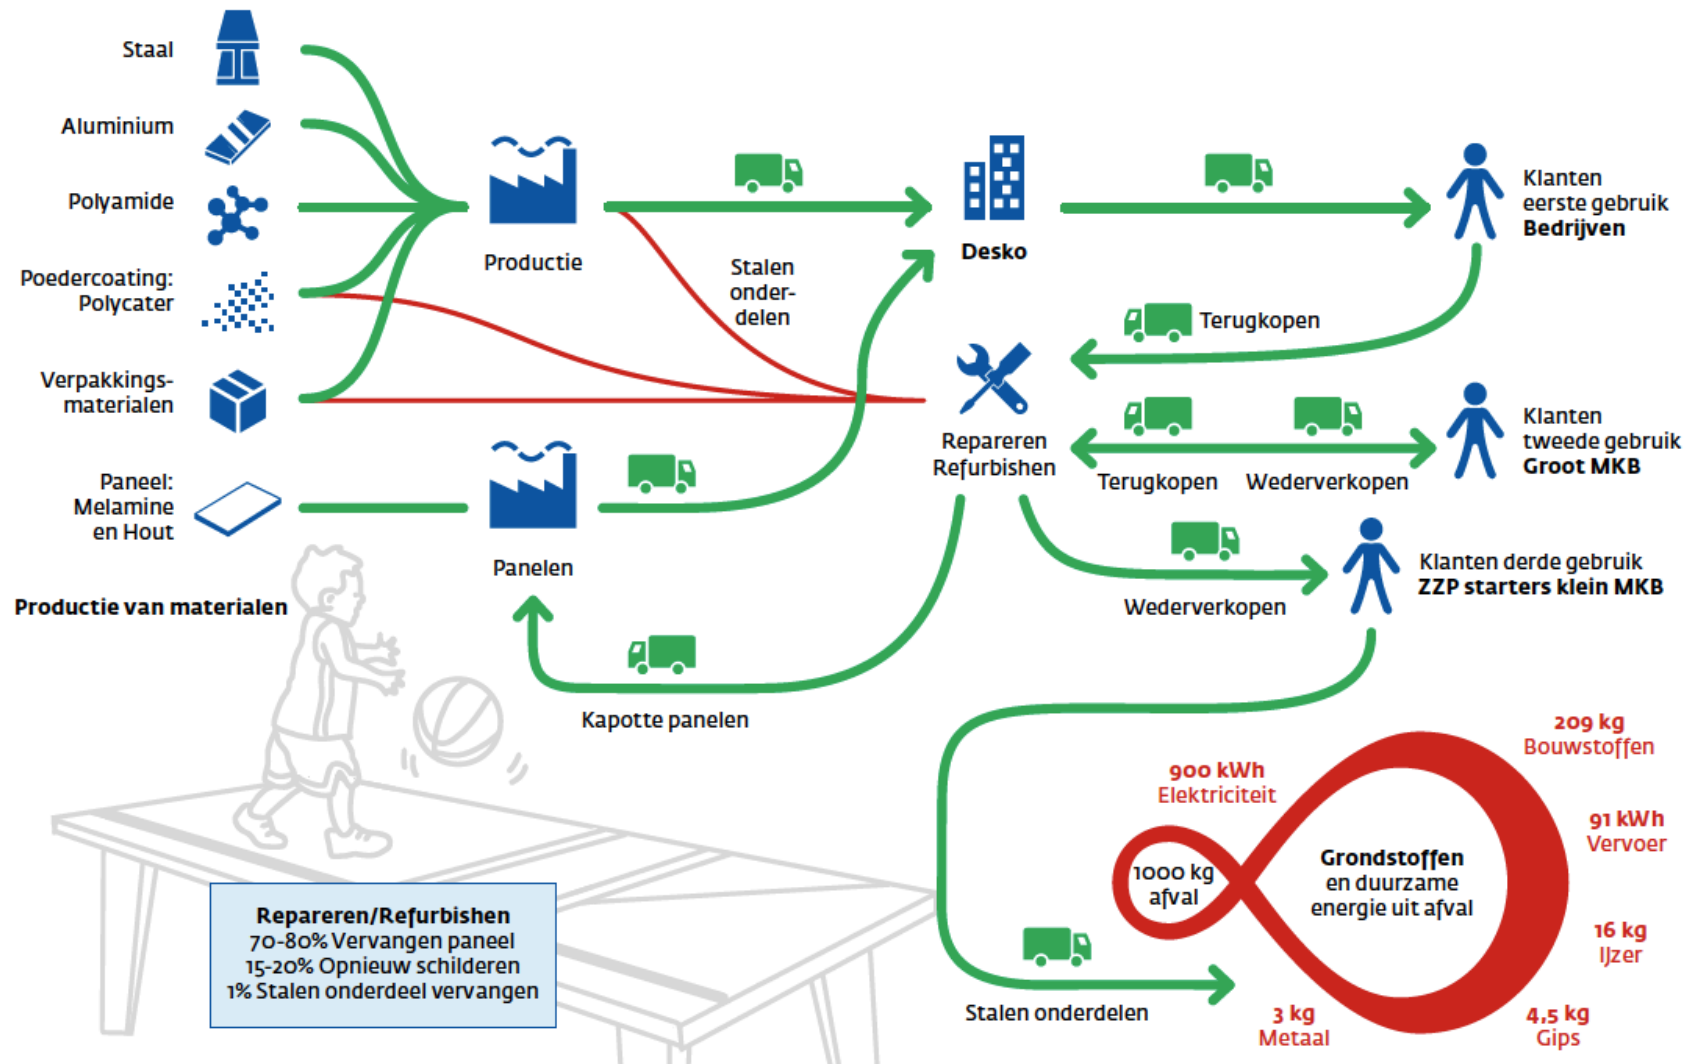 Staal
Aluminium
Polyamide
Poedercoating:
Polycater
Verpakkings-
materialen
Paneel:
Melamine
en Hout
Productie van materialen
Productie
Stalen
onder-
delen
Panelen
Kapotte panelen
Desko
Repareren
Refurbishen
Terugkopen
Terugkopen
Wederverkopen
Wederverkopen
Klanten
eerste gebruik
Bedrijven
Klanten
tweede gebruik
Groot MKB
Klanten derde gebruik
ZZP starters klein MKB
Repareren/Refurbishen
70-80% Vervangen paneel
15-20% Opnieuw schilderen
1% Stalen onderdeel vervangen
Stalen onderdelen
1000 kg
afval
Grondstoffen
en duurzame
energie uit afval
900 kWh
Elektriciteit
209 kg
Bouwstoffen
91 kWh
Vervoer
16 kg
IJzer
4,5 kg
Gips
3 kg
Metaal